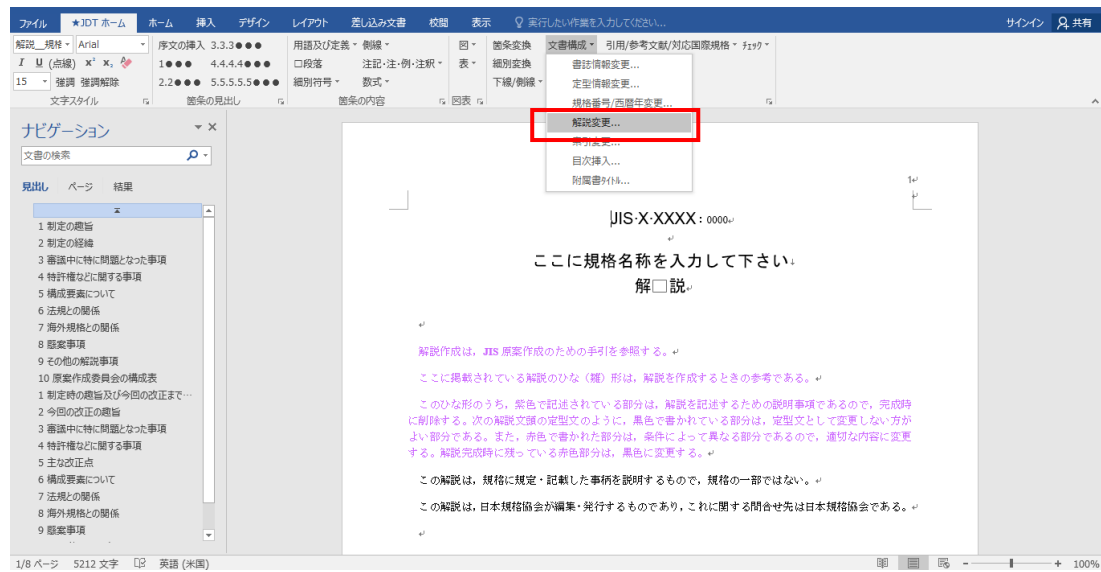 ファイル ★JDT ホーム ホーム 挿入 デザイン レイアウト 差し込み文書 校閲 表示 実行したい作業を入力してください... サインイン 共有
解説__規格 Arial 序文の挿入 3.3.3●●● 用語及び定義 側線 図 箇条変換 文書構成 引用/参考文献/対応国際規格 ﾁｪｯｸ
I U (点線) x² x₂ 1●●● 4.4.4.4●●● □段落 注記・注・例・注釈 表 細別変換 書誌情報変更...
15 強調 強調解除 2.2●●● 5.5.5.5.5●●● 細別符号 数式 下線/側線 定型情報変更...
文字スタイル 箇条の見出し 箇条の内容 図表 規格番号/西暦年変更...
解説変更...
索引変更...
目次挿入...
附属書ﾀｲﾄﾙ...
ナビゲーション
文書の検索
見出し ページ 結果
1 制定の趣旨
2 制定の経緯
3 審議中に特に問題となった事項
4 特許権などに関する事項
5 構成要素について
6 法規との関係
7 海外規格との関係
8 懸案事項
9 その他の解説事項
10 原案作成委員会の構成表
1 制定時の趣旨及び今回の改正まで…
2 今回の改正の趣旨
3 審議中に特に問題となった事項
4 特許権などに関する事項
5 主な改正点
6 構成要素について
7 法規との関係
8 海外規格との関係
9 懸案事項
1
JIS·X·XXXX：0000
ここに規格名称を入力して下さい
解□説
解説作成は，JIS 原案作成のための手引を参照する。
ここに掲載されている解説のひな（雛）形は，解説を作成するときの参考である。
このひな形のうち，紫色で記述されている部分は，解説を記述するための説明事項であるので，完成時
に削除する。次の解説文頭の定型文のように，黒色で書かれている部分は，定型文として変更しない方が
よい部分である。また，赤色で書かれた部分は，条件によって異なる部分であるので，適切な内容に変更
する。解説完成時に残っている赤色部分は，黒色に変更する。
この解説は，規格に規定・記載した事柄を説明するもので，規格の一部ではない。
この解説は，日本規格協会が編集・発行するものであり，これに関する問合せ先は日本規格協会である。
1/8 ページ 5212 文字 英語 (米国) 100%